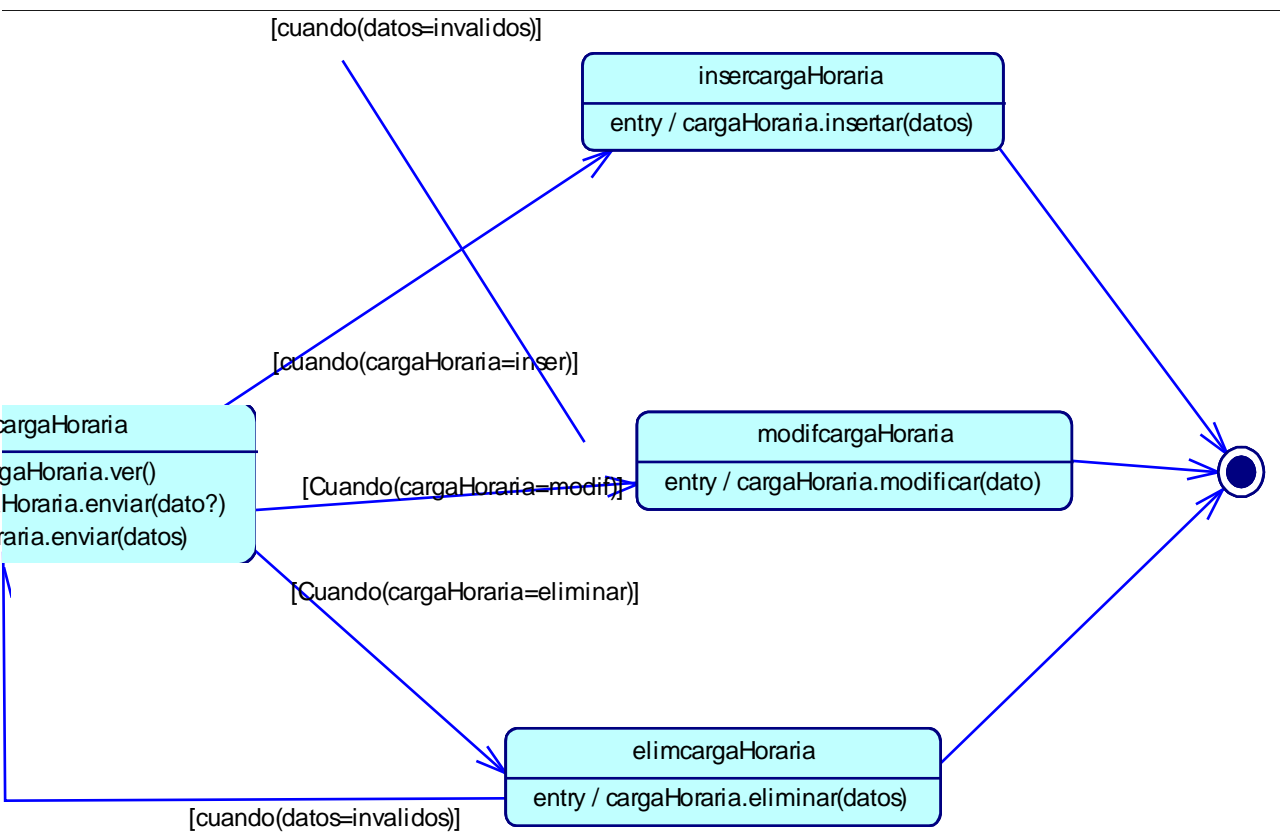 [cuando(datos=invalidos)]
insercargaHoraria
entry / cargaHoraria.insertar(datos)
[cuando(cargaHoraria=inser)]
cargaHoraria
gaHoraria.ver()
Horaria.enviar(dato?)
raria.enviar(datos)
modifcargaHoraria
entry / cargaHoraria.modificar(dato)
[Cuando(cargaHoraria=modif)]
[Cuando(cargaHoraria=eliminar)]
elimcargaHoraria
entry / cargaHoraria.eliminar(datos)
[cuando(datos=invalidos)]